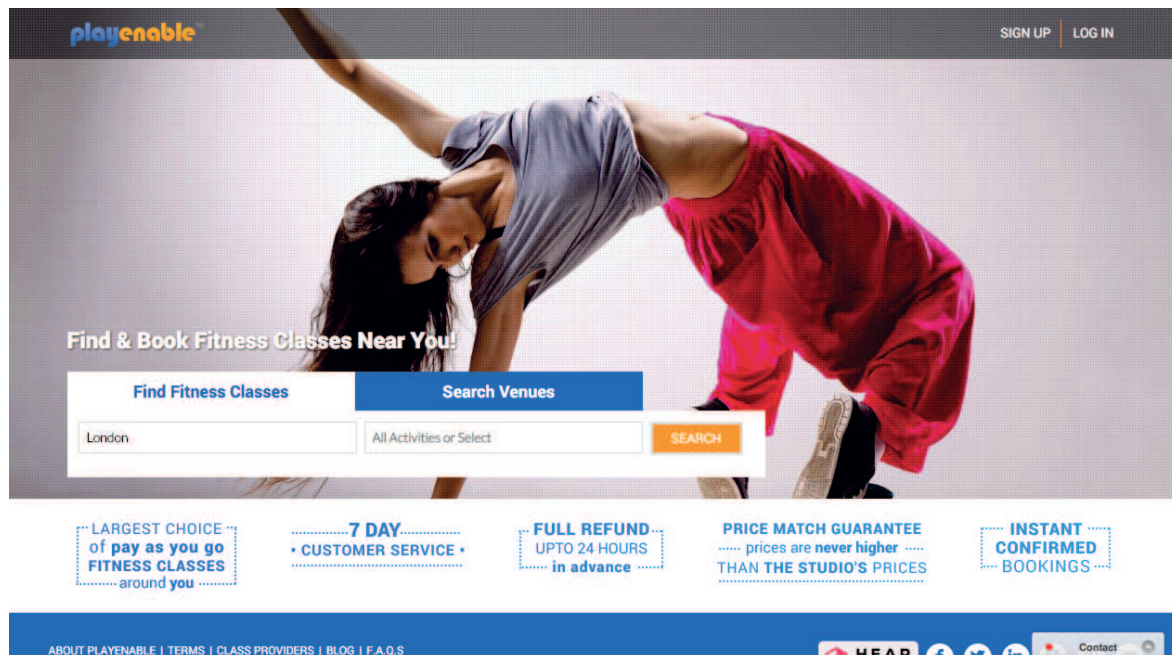 playenable™
SIGN UP | LOG IN
Find & Book Fitness Classes Near You!
Find Fitness Classes
Search Venues
London
All Activities or Select
SEARCH
LARGEST CHOICE
of pay as you go
FITNESS CLASSES
around you
7 DAY
• CUSTOMER SERVICE •
FULL REFUND
UPTO 24 HOURS
in advance
PRICE MATCH GUARANTEE
prices are never higher
THAN THE STUDIO'S PRICES
INSTANT
CONFIRMED
BOOKINGS
ABOUT PLAYENABLE | TERMS | CLASS PROVIDERS | BLOG | F.A.Q.S
HEAP
f
in
Contact